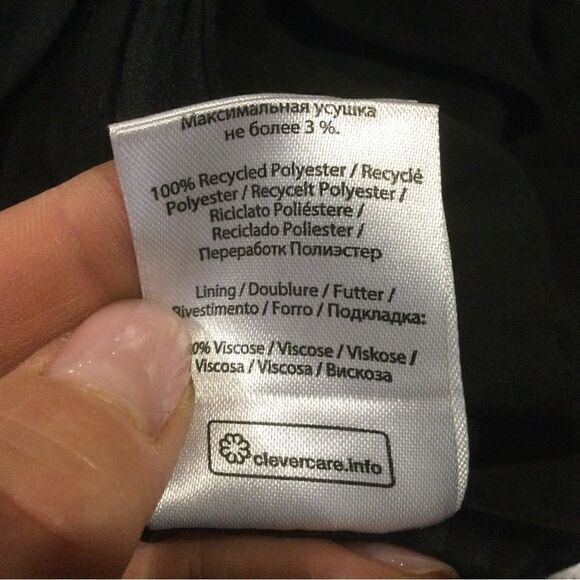 Максимальная усушка
не более 3 %.
100% Recycled Polyester / Recyclé
Polyester / Recycelt Polyester /
Riciclato Poliéstere /
Reciclado Poliester /
Переработк Полиэстер
Lining / Doublure / Futter /
Rivestimento / Forro / Подкладка:
0% Viscose / Viscose / Viskose /
Viscosa / Viscosa / Вискоза
clevercare.info